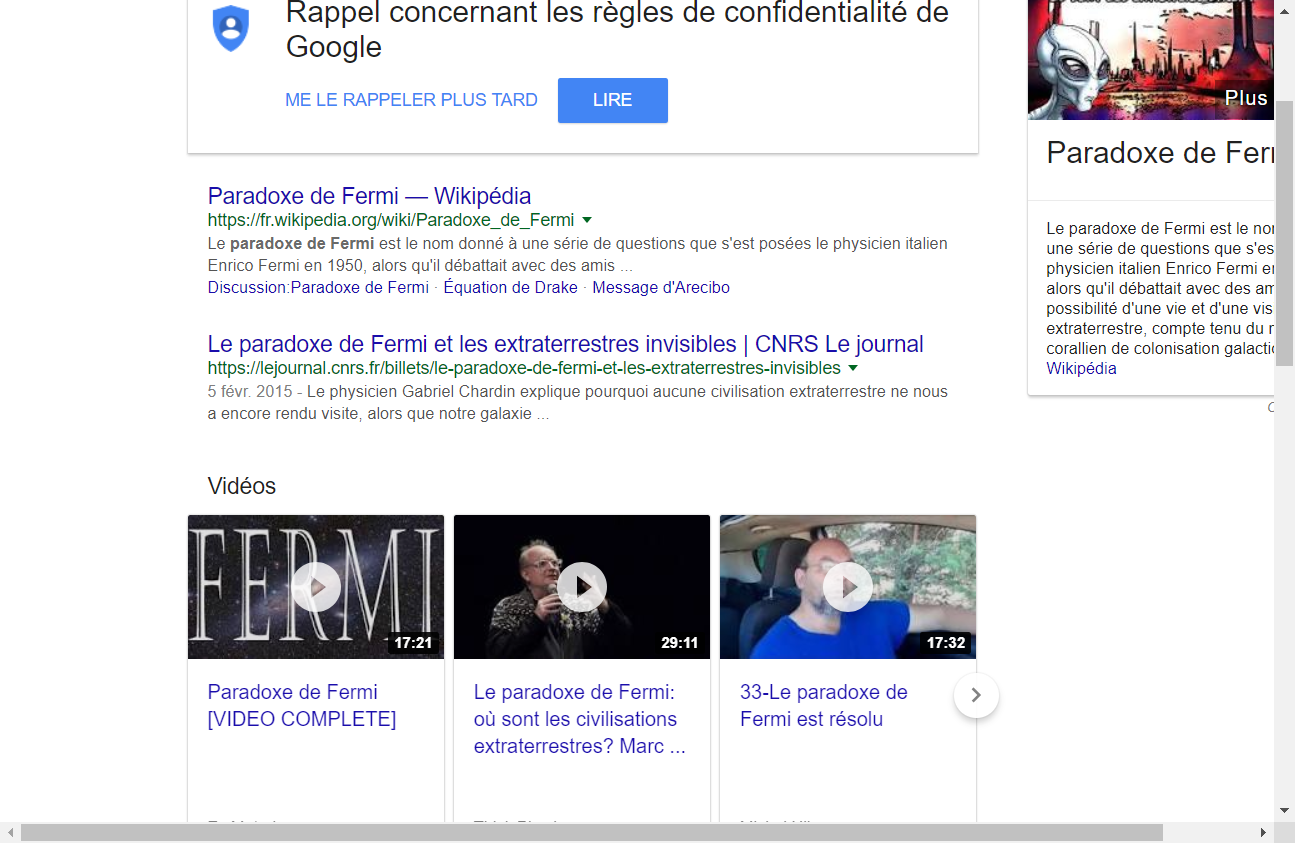 Rappel concernant les règles de confidentialité de
Google
ME LE RAPPELER PLUS TARD
LIRE
Paradoxe de Fermi — Wikipédia
https://fr.wikipedia.org/wiki/Paradoxe_de_Fermi
Le paradoxe de Fermi est le nom donné à une série de questions que s'est posées le physicien italien
Enrico Fermi en 1950, alors qu'il débattait avec des amis ...
Discussion:Paradoxe de Fermi · Équation de Drake · Message d'Arecibo
Le paradoxe de Fermi et les extraterrestres invisibles | CNRS Le journal
https://lejournal.cnrs.fr/billets/le-paradoxe-de-fermi-et-les-extraterrestres-invisibles
5 févr. 2015 - Le physicien Gabriel Chardin explique pourquoi aucune civilisation extraterrestre ne nous
a encore rendu visite, alors que notre galaxie ...
Vidéos
FERMI
17:21
29:11
17:32
Paradoxe de Fermi
[VIDEO COMPLETE]
Le paradoxe de Fermi:
où sont les civilisations
extraterrestres? Marc ...
33-Le paradoxe de
Fermi est résolu
Plus
Paradoxe de Fer
Le paradoxe de Fermi est le
une série de questions que s'es
physicien italien Enrico Fermi
alors qu'il débattait avec des
possibilité d'une vie et d'une vis
extraterrestre, compte tenu du
corallien de colonisation galacti
Wikipédia